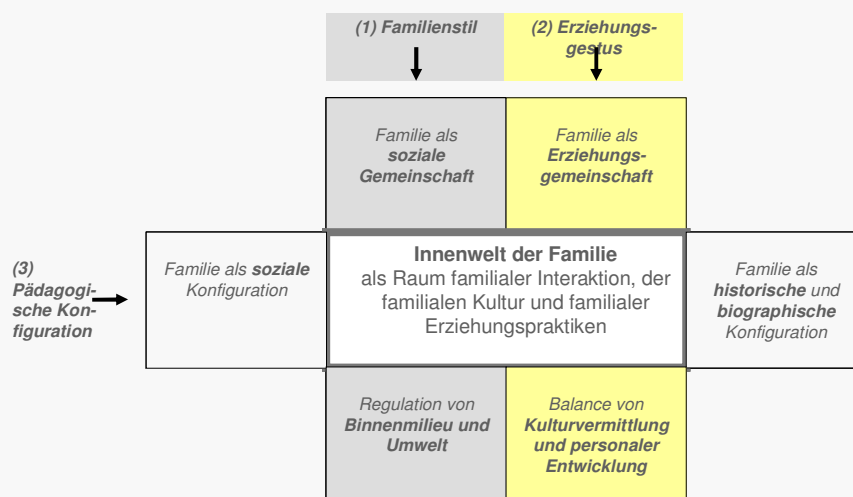 (1) Familienstil
(2) Erziehungs-
gestus
Familie als
soziale
Gemeinschaft
Familie als
Erziehungs-
gemeinschaft
(3)
Pädagogi-
sche Kon-
figuration
Familie als soziale
Konfiguration
Innenwelt der Familie
als Raum familialer Interaktion, der
familialen Kultur und familialer
Erziehungspraktiken
Familie als
historische und
biographische
Konfiguration
Regulation von
Binnenmilieu und
Umwelt
Balance von
Kulturvermittlung
und personaler
Entwicklung